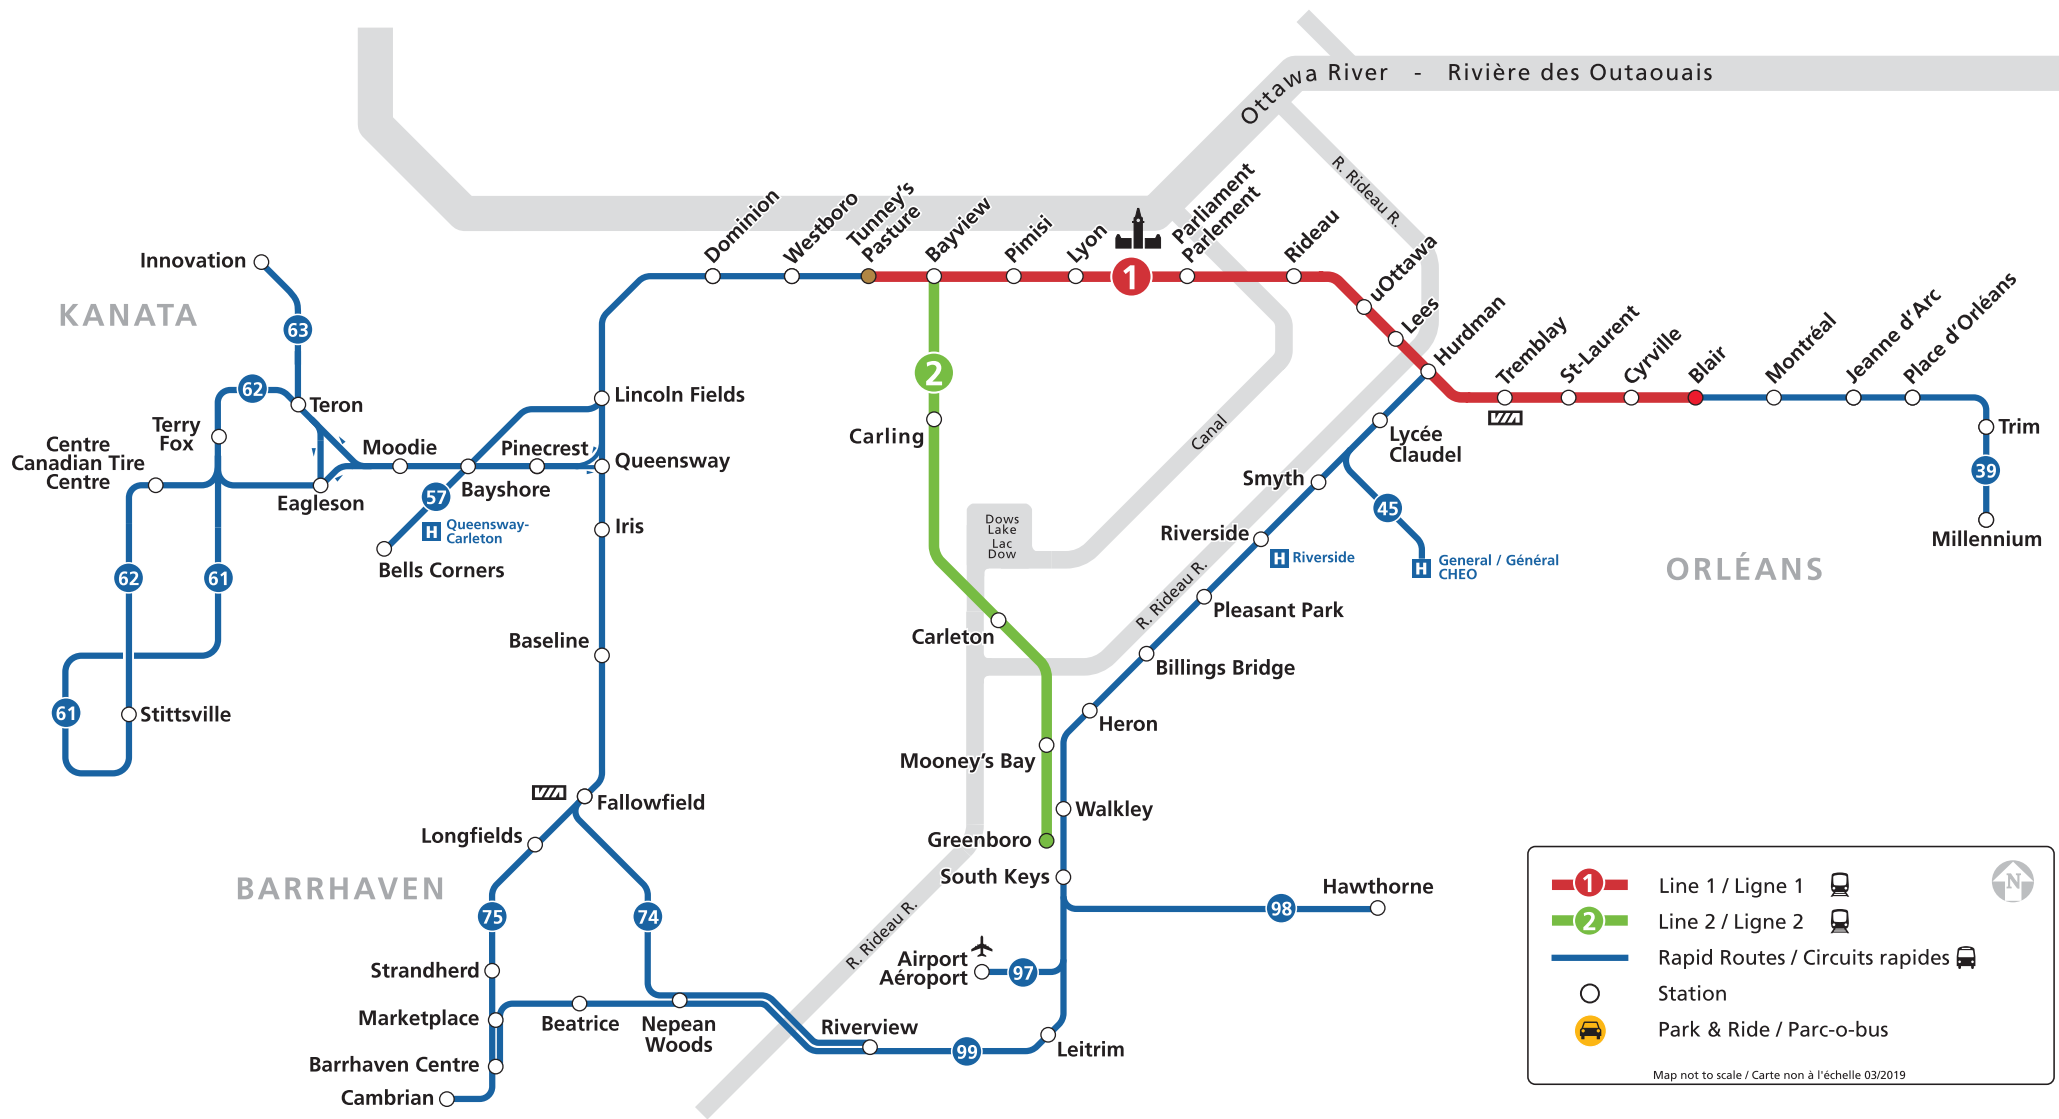 Ottawa River - Rivière des Outaouais
R. Rideau R.
Dominion
Westboro
Tunney's
Pasture
Bayview
Pimisi
Lyon
Parliament
Parlement
Rideau
uOttawa
Lees
Hurdman
Tremblay
St-Laurent
Cyrville
Blair
Montréal
Jeanne d'Arc
Place d'Orléans
Trim
39
Millennium
ORLÉANS
1
2
Innovation
KANATA
63
62
Teron
Terry
Fox
Centre
Canadian Tire
Centre
Moodie
Pinecrest
Lincoln Fields
Queensway
Eagleson
Bayshore
57
H
Queensway-
Carleton
Bells Corners
Iris
62
61
61
Stittsville
Baseline
Carling
Canal
Dows
Lake
Lac
Dow
Lycée
Claudel
Smyth
45
Riverside
H Riverside
H
General / Général
CHEO
R. Rideau R.
Pleasant Park
Carleton
Billings Bridge
Heron
Mooney's Bay
Walkley
Greenboro
South Keys
Hawthorne
98
Fallowfield
Longfields
BARRHAVEN
75
74
R. Rideau R.
Airport
Aéroport
97
Strandherd
Marketplace
Beatrice
Nepean
Woods
Riverview
99
Leitrim
Barrhaven Centre
Cambrian
1 Line 1 / Ligne 1
N
2 Line 2 / Ligne 2
Rapid Routes / Circuits rapides
Station
Park & Ride / Parc-o-bus
Map not to scale / Carte non à l'échelle 03/2019